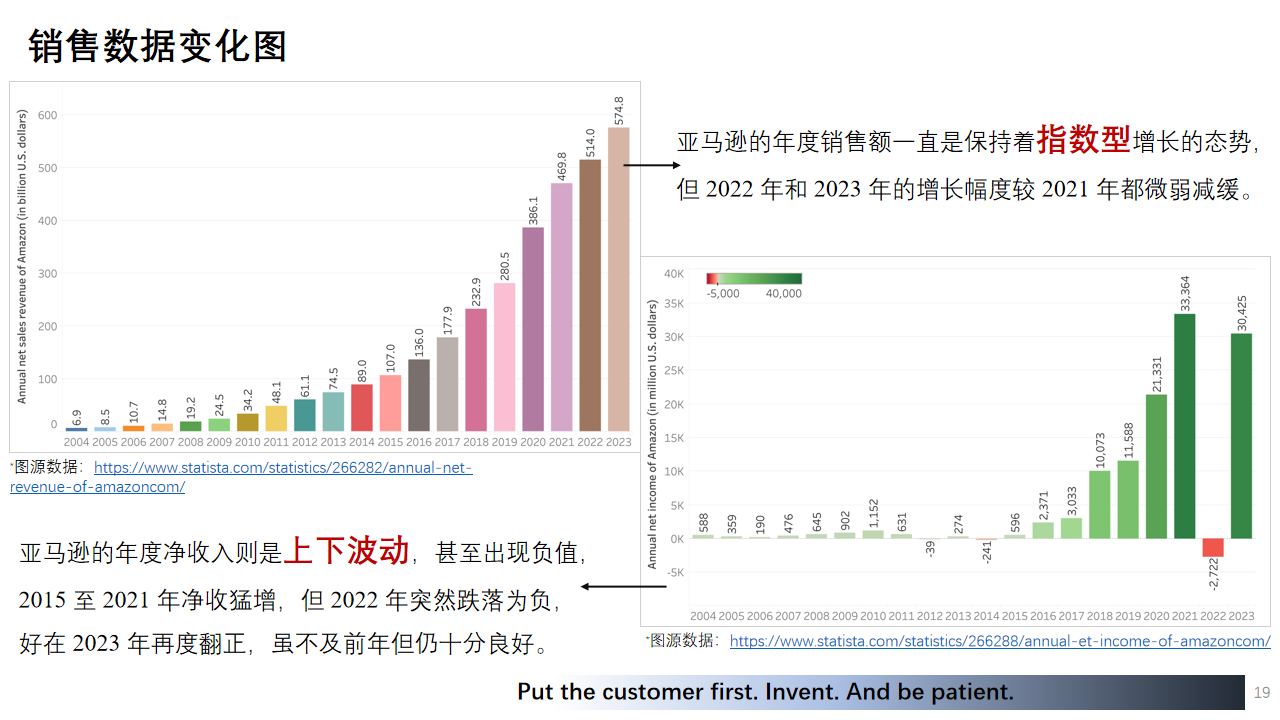 销售数据变化图
Annual net sales revenue of Amazon (in billion U.S. dollars)
600
500
400
300
200
100
0
6.9
8.5
10.7
14.8
19.2
24.5
34.2
48.1
61.1
74.5
89.0
107.0
136.0
177.9
232.9
280.5
386.1
469.8
514.0
574.8
2004 2005 2006 2007 2008 2009 2010 2011 2012 2013 2014 2015 2016 2017 2018 2019 2020 2021 2022 2023
*图源数据：https://www.statista.com/statistics/266282/annual-net-
revenue-of-amazoncom/
亚马逊的年度销售额一直是保持着指数型增长的态势，
但 2022 年和 2023 年的增长幅度较 2021 年都微弱减缓。
Annual net income of Amazon (in million U.S. dollars)
-5,000 40,000
40K
35K
30K
25K
20K
15K
10K
5K
0K
-5K
588
359
190
476
645
902
1,152
631
-39
274
-241
596
2,371
3,033
10,073
11,588
21,331
33,364
-2,722
30,425
2004 2005 2006 2007 2008 2009 2010 2011 2012 2013 2014 2015 2016 2017 2018 2019 2020 2021 2022 2023
*图源数据：https://www.statista.com/statistics/266288/annual-et-income-of-amazoncom/
亚马逊的年度净收入则是上下波动，甚至出现负值，
2015 至 2021 年净收猛增，但 2022 年突然跌落为负，
好在 2023 年再度翻正，虽不及前年但仍十分良好。
Put the customer first. Invent. And be patient.
19